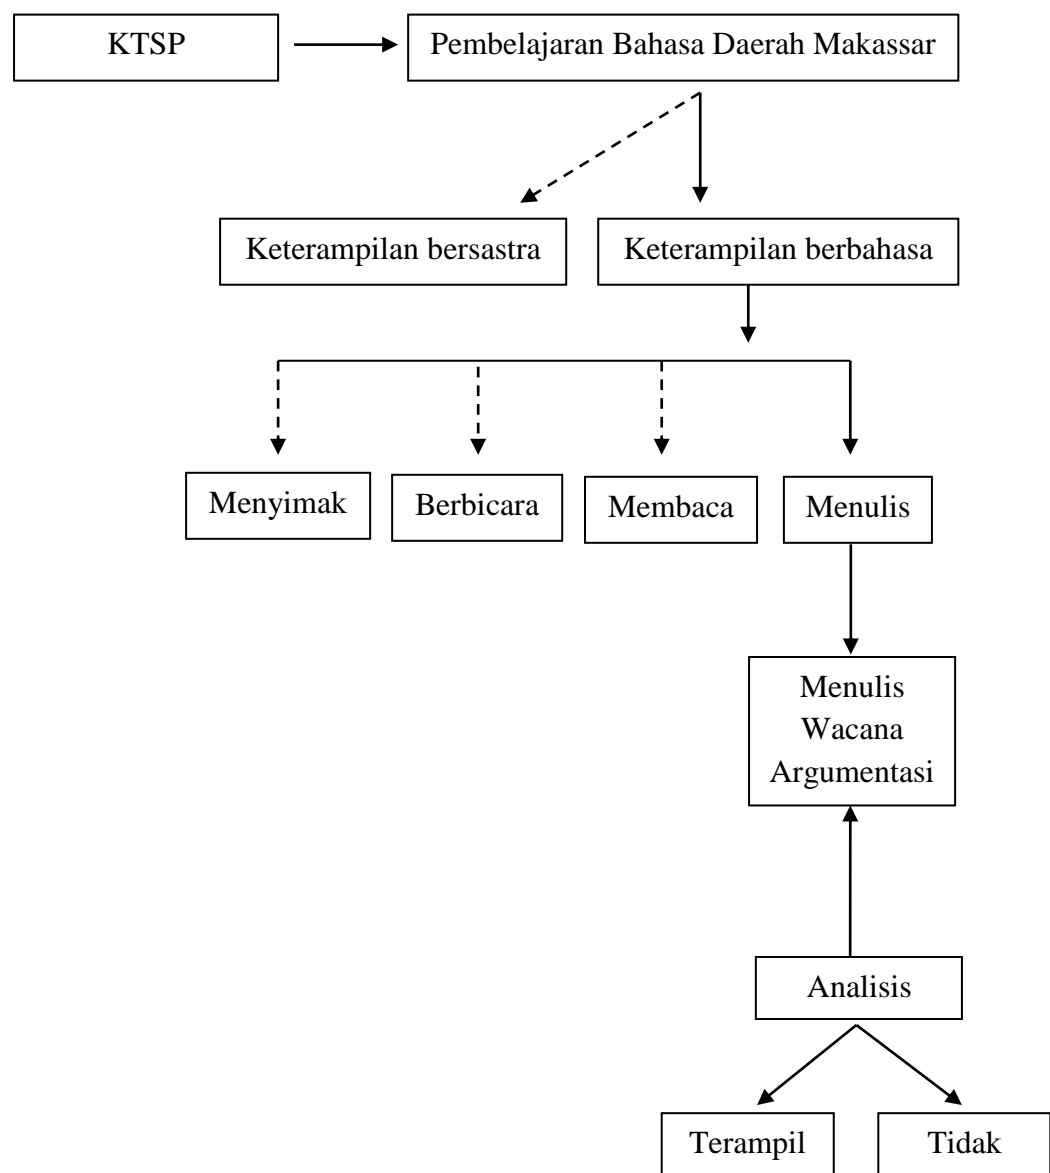 KTSP
Pembelajaran Bahasa Daerah Makassar
Keterampilan bersastra
Keterampilan berbahasa
Menyimak
Berbicara
Membaca
Menulis
Menulis
Wacana
Argumentasi
Analisis
Terampil
Tidak